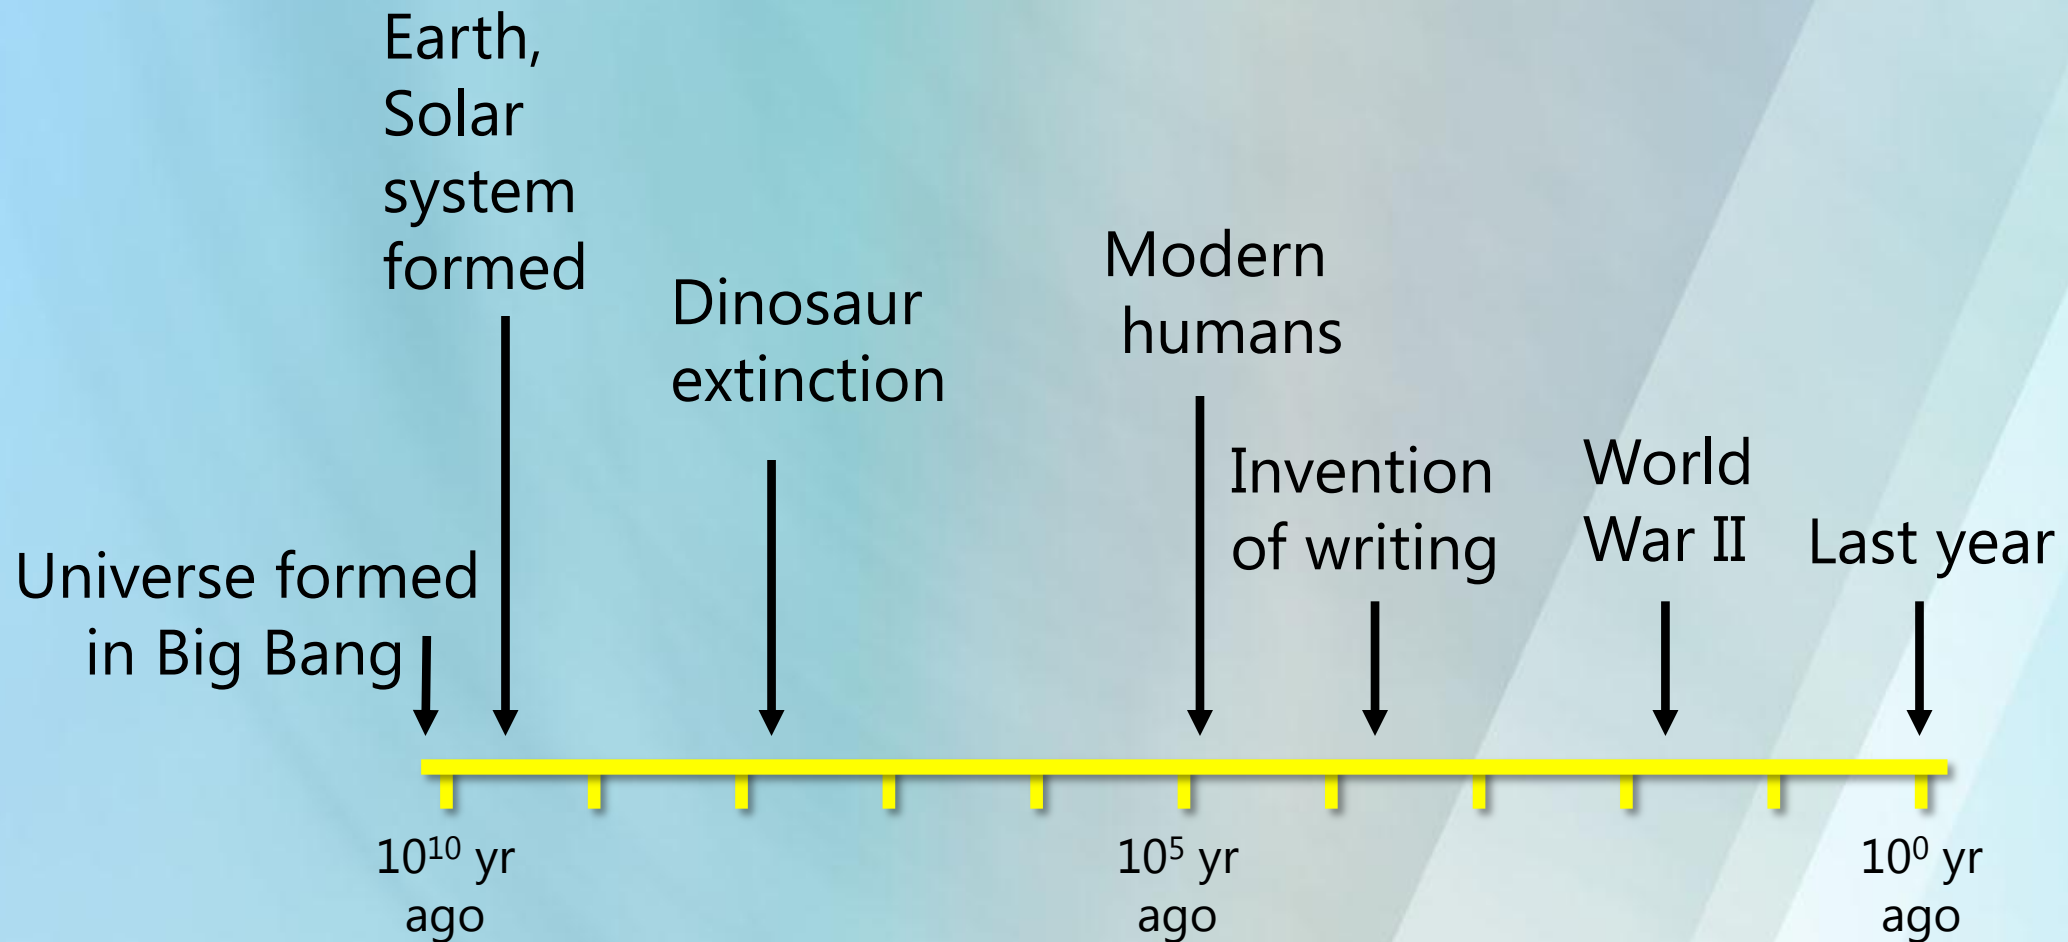 Earth,
Solar
system
formed
Dinosaur
extinction
Modern
humans
Invention
of writing
World
War II
Last year
Universe formed
in Big Bang
10¹⁰ yr
ago
10⁵ yr
ago
10⁰ yr
ago